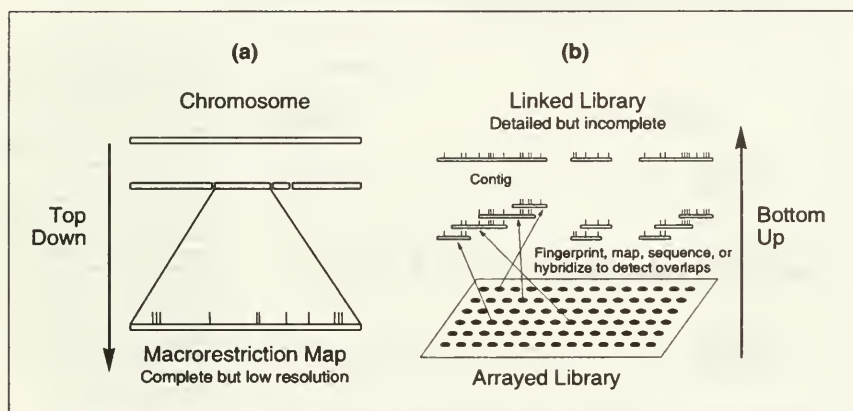 (a)
Chromosome
Top
Down
Macrorestriction Map
Complete but low resolution
(b)
Linked Library
Detailed but incomplete
Contig
Fingerprint, map, sequence, or
hybridize to detect overlaps
Arrayed Library
Bottom
Up